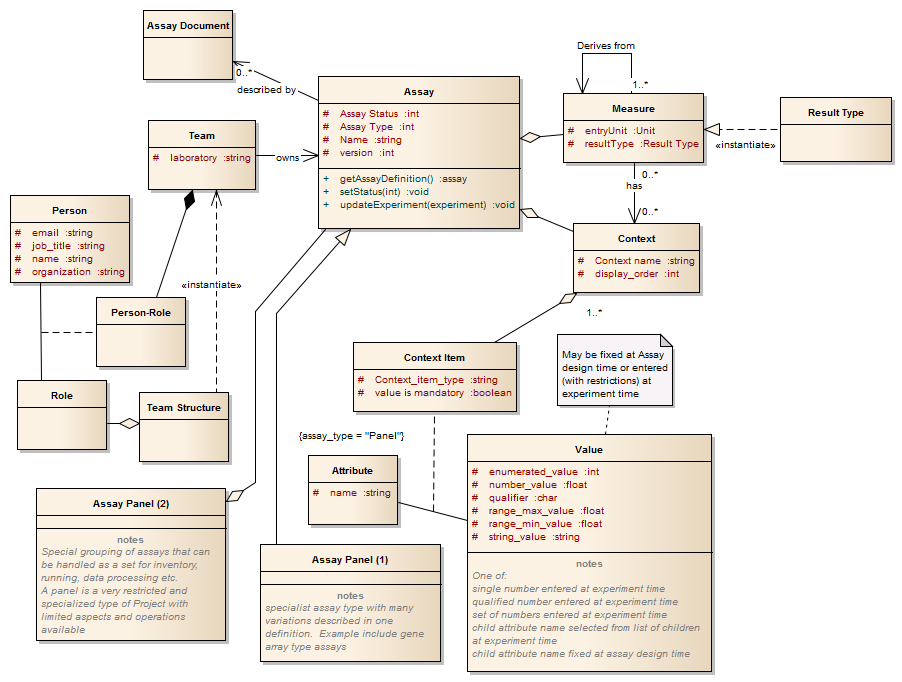 Assay Document
0..*
described by
Derives from
1..*
Assay
# Assay Status :int
# Assay Type :int
# Name :string
# version :int
+ getAssayDefinition() :assay
+ setStatus(int) :void
+ updateExperiment(experiment) :void
Measure
# entryUnit :Unit
# resultType :Result Type
Result Type
«instantiate»
Team
# laboratory :string
owns
0..*
has
0..*
Person
# email :string
# job_title :string
# name :string
# organization :string
Context
# Context name :string
# display_order :int
«instantiate»
Person-Role
1..*
Context Item
# Context_item_type :string
# value is mandatory :boolean
May be fixed at Assay
design time or entered
(with restrictions) at
experiment time
Role
Team Structure
{assay_type = "Panel"}
Attribute
# name :string
Value
# enumerated_value :int
# number_value :float
# qualifier :char
# range_max_value :float
# range_min_value :float
# string_value :string
notes
One of:
single number entered at experiment time
qualified number entered at experiment time
set of numbers entered at experiment time
child attribute name selected from list of children
at experiment time
child attribute name fixed at assay design time
Assay Panel (2)
notes
Special grouping of assays that can
be handled as a set for inventory,
running, data processing etc.
A panel is a very restricted and
specialized type of Project with
limited aspects and operations
available
Assay Panel (1)
notes
specialist assay type with many
variations described in one
definition. Example include gene
array type assays